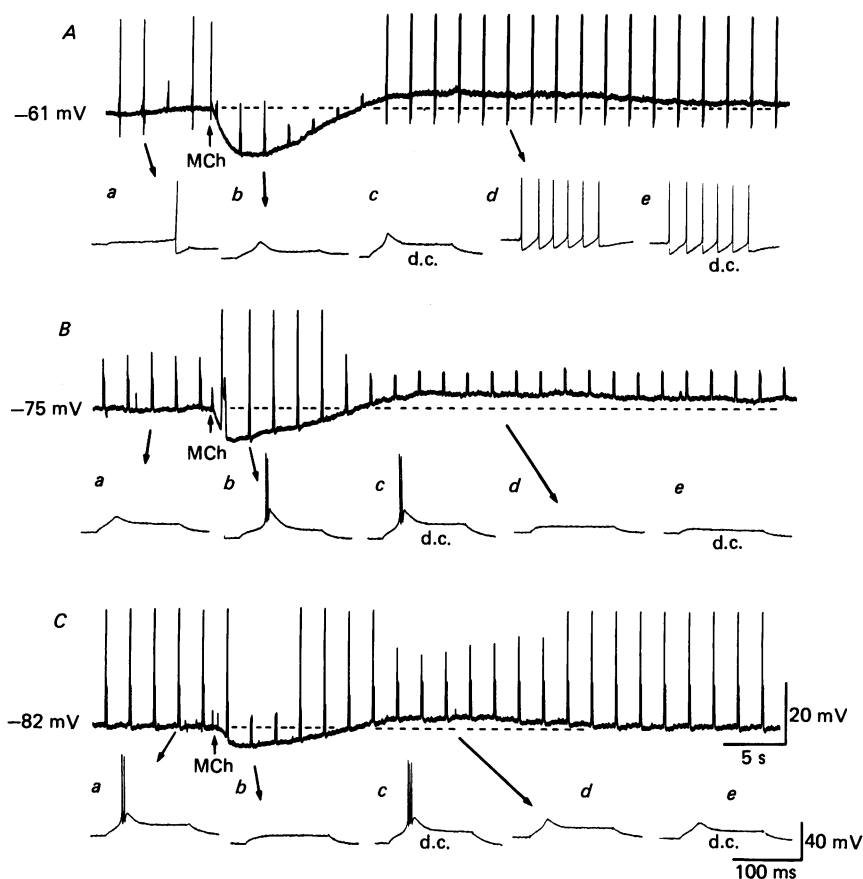 A
−61 mV
MCh
a
b
c
d
e
d.c.
d.c.
B
−75 mV
MCh
a
b
c
d
e
d.c.
d.c.
C
−82 mV
20 mV
5 s
MCh
a
b
c
d
e
d.c.
d.c.
40 mV
100 ms